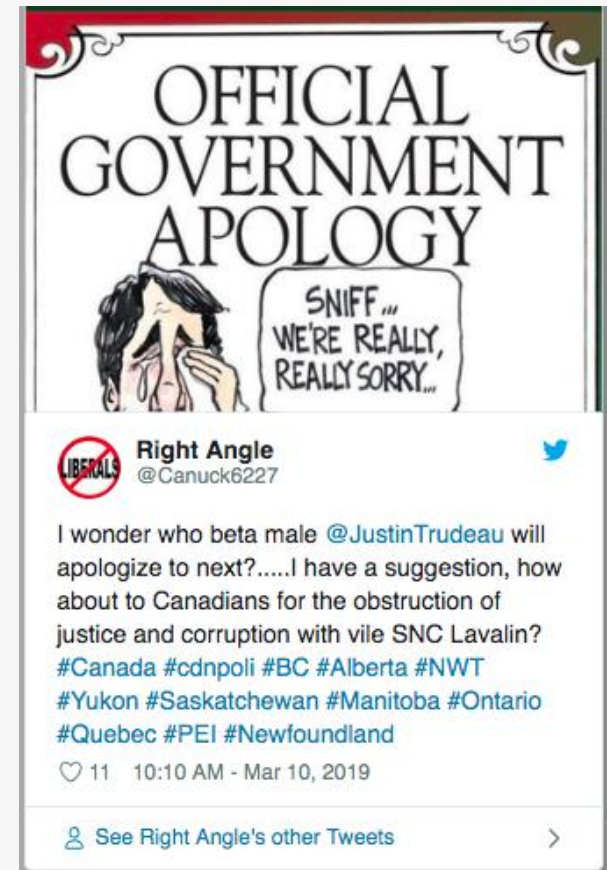 OFFICIAL
GOVERNMENT
APOLOGY
SNIFF...
WE'RE REALLY,
REALLY SORRY...
LIBERALS
Right Angle
@Canuck6227
I wonder who beta male @JustinTrudeau will
apologize to next?.....I have a suggestion, how
about to Canadians for the obstruction of
justice and corruption with vile SNC Lavalin?
#Canada #cdnpoli #BC #Alberta #NWT
#Yukon #Saskatchewan #Manitoba #Ontario
#Quebec #PEI #Newfoundland
11 10:10 AM - Mar 10, 2019
See Right Angle's other Tweets